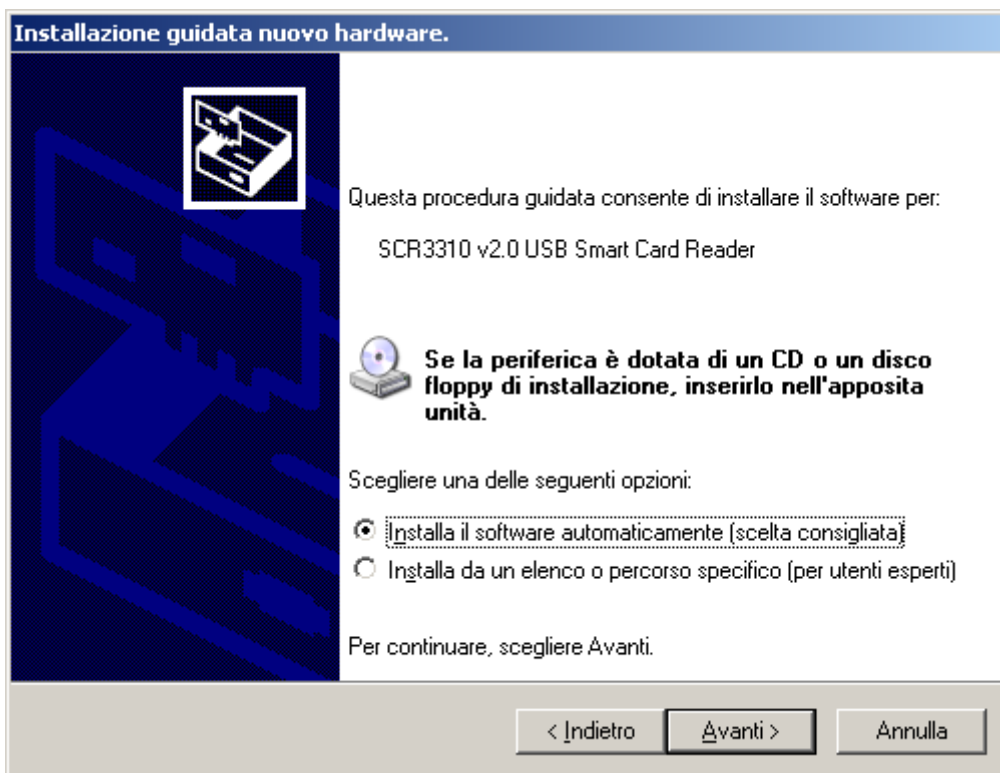 Installazione guidata nuovo hardware.
Questa procedura guidata consente di installare il software per:
SCR3310 v2.0 USB Smart Card Reader
Se la periferica è dotata di un CD o un disco
floppy di installazione, inserirlo nell'apposita
unità.
Scegliere una delle seguenti opzioni:
Installa il software automaticamente (scelta consigliata)
Installa da un elenco o percorso specifico (per utenti esperti)
Per continuare, scegliere Avanti.
< Indietro
Avanti >
Annulla